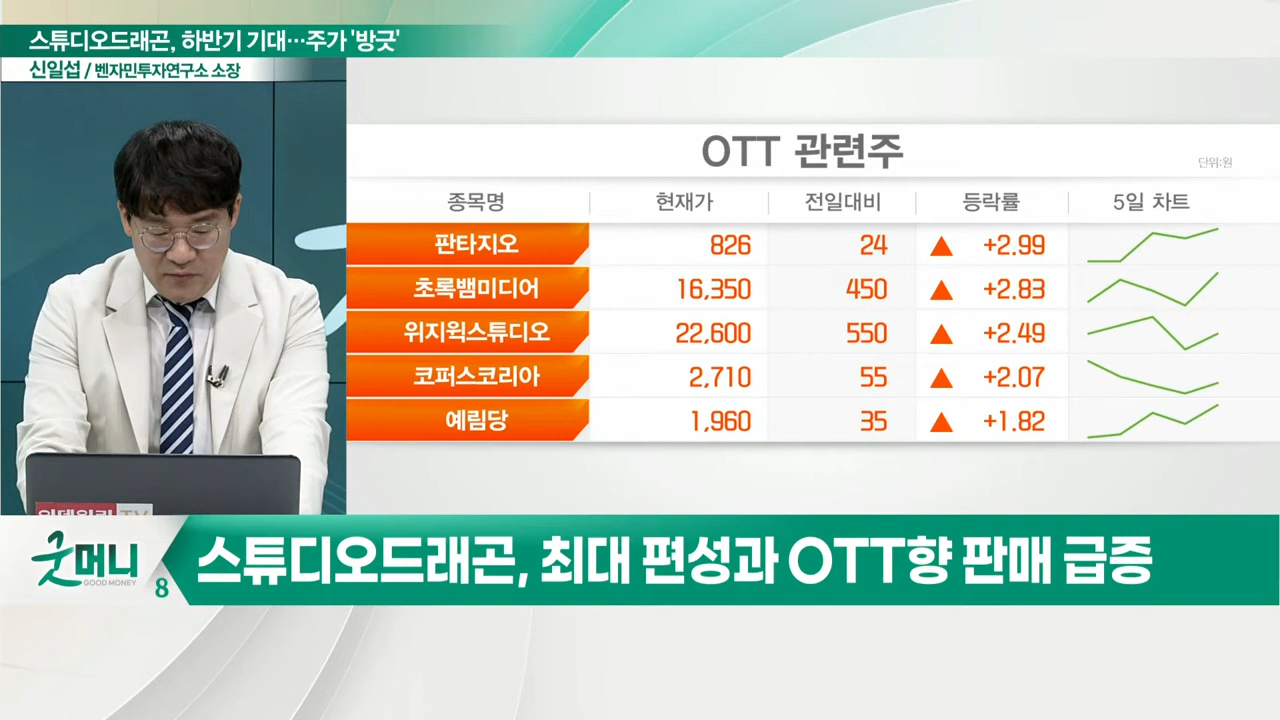 스튜디오드래곤, 하반기 기대…주가 '방긋'
신일섭 / 벤자민투자연구소 소장
OTT 관련주
단위:원
종목명 현재가 전일대비 등락률 5일 차트
판타지오 826 24 ▲ +2.99
초록뱀미디어 16,350 450 ▲ +2.83
위지윅스튜디오 22,600 550 ▲ +2.49
코퍼스코리아 2,710 55 ▲ +2.07
예림당 1,960 35 ▲ +1.82
이데일리 TV
굿머니
GOOD MONEY
8
스튜디오드래곤, 최대 편성과 OTT향 판매 급증